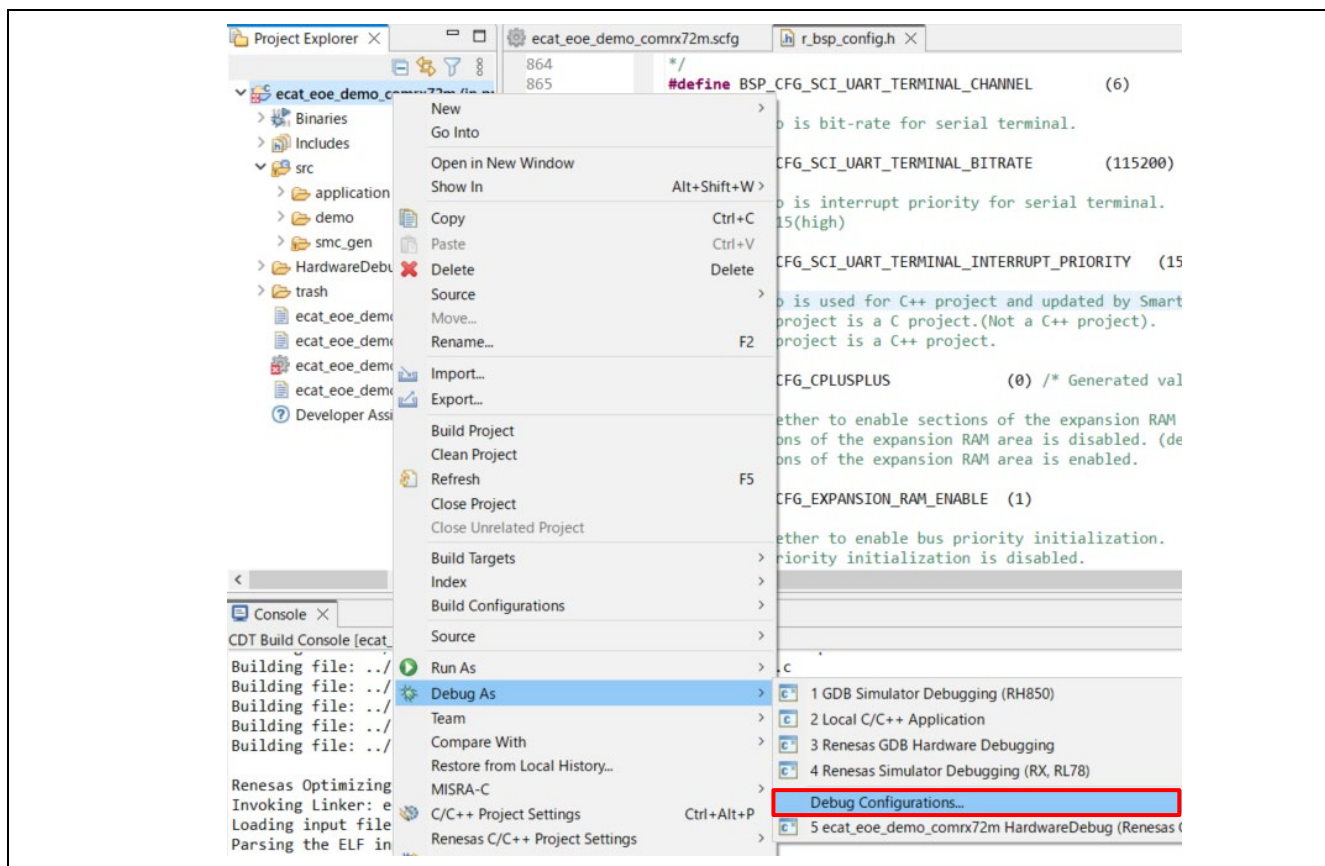 Project Explorer
ecat_eoe_demo_comrx72m.scfg
r_bsp_config.h
864
*/
865
#define BSP_CFG_SCI_UART_TERMINAL_CHANNEL (6)
is bit-rate for serial terminal.
CFG_SCI_UART_TERMINAL_BITRATE (115200)
is interrupt priority for serial terminal.
15(high)
CFG_SCI_UART_TERMINAL_INTERRUPT_PRIORITY (15
is used for C++ project and updated by Smart
project is a C project.(Not a C++ project).
project is a C++ project.
CFG_CPLUSPLUS (0) /* Generated val
ether to enable sections of the expansion RAM
ons of the expansion RAM area is disabled. (de
ons of the expansion RAM area is enabled.
CFG_EXPANSION_RAM_ENABLE (1)
ether to enable bus priority initialization.
riority initialization is disabled.
ecat_eoe_demo_comrx72m (in
Binaries
Includes
src
application
demo
smc_gen
HardwareDebu
trash
ecat_eoe_demo
ecat_eoe_demo
ecat_eoe_demo
ecat_eoe_demo
Developer Assi
New
Go Into
Open in New Window
Show In Alt+Shift+W
Copy Ctrl+C
Paste Ctrl+V
Delete Delete
Source
Move...
Rename... F2
Import...
Export...
Build Project
Clean Project
Refresh F5
Close Project
Close Unrelated Project
Build Targets
Index
Build Configurations
Source
Run As
Debug As
Team
Compare With
Restore from Local History...
MISRA-C
C/C++ Project Settings Ctrl+Alt+P
Renesas C/C++ Project Settings
1 GDB Simulator Debugging (RH850)
2 Local C/C++ Application
3 Renesas GDB Hardware Debugging
4 Renesas Simulator Debugging (RX, RL78)
Debug Configurations...
5 ecat_eoe_demo_comrx72m HardwareDebug (Renesas
Console
CDT Build Console [ecat_
Building file: ../
.c
Building file: ../
Building file: ../
Building file: ../
Building file: ../
Renesas Optimizing
Invoking Linker: e
Loading input file
Parsing the ELF in